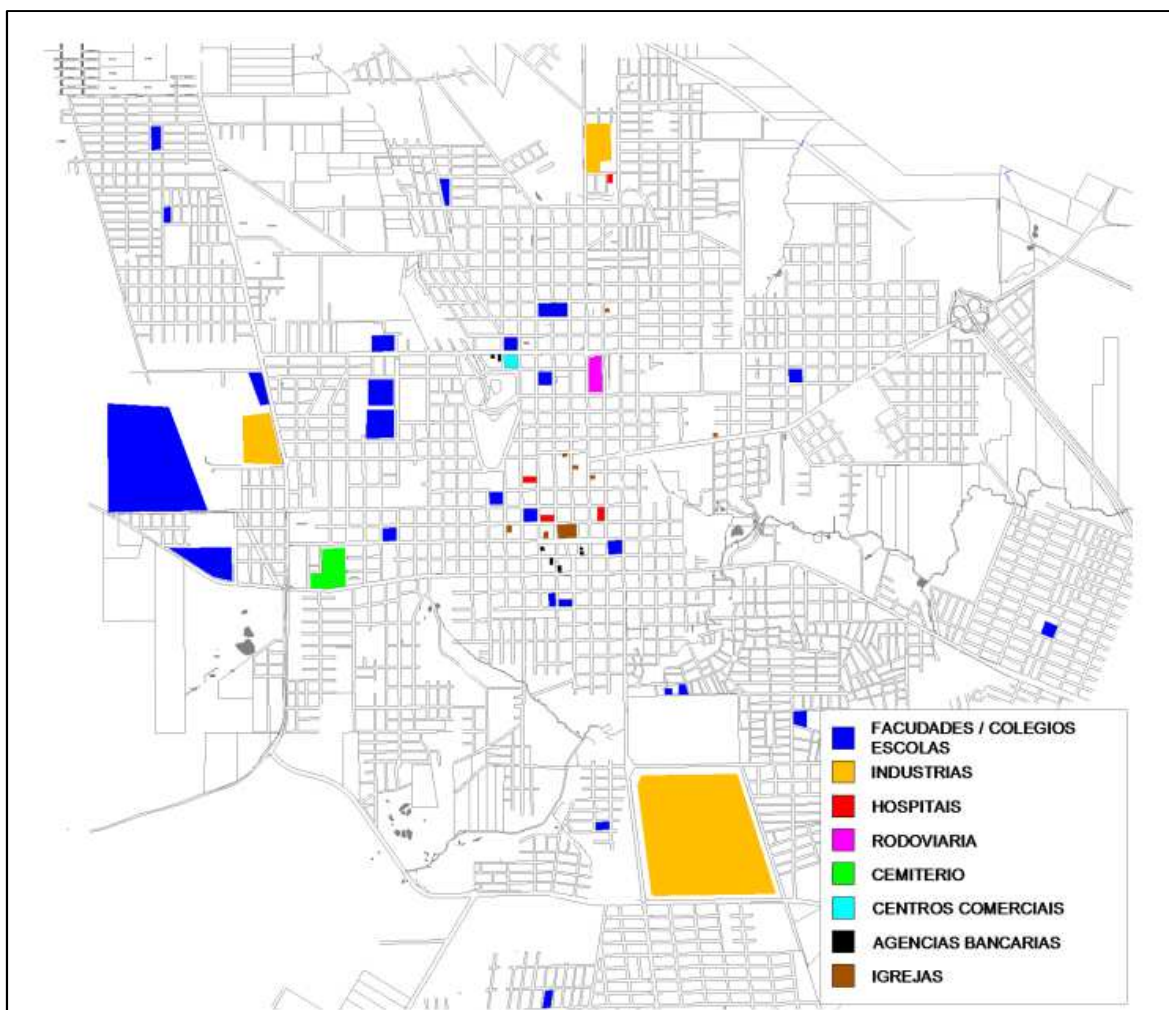 FACUDADES / COLEGIOS
ESCOLAS
INDUSTRIAS
HOSPITAIS
RODOVIARIA
CEMITERIO
CENTROS COMERCIAIS
AGENCIAS BANCARIAS
IGREJAS